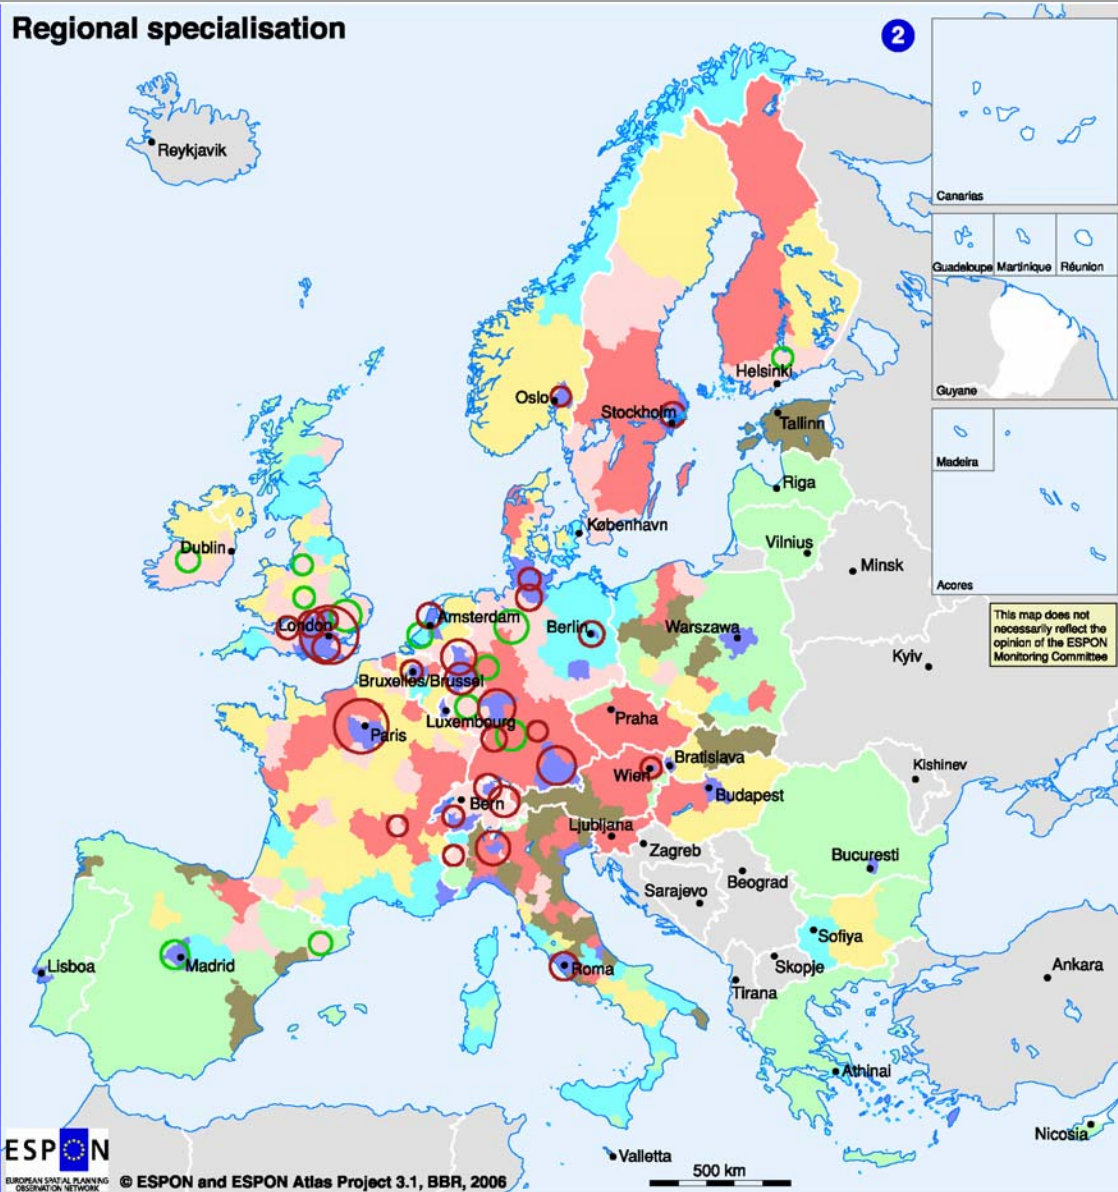 Regional specialisation
2
Reykjavik
Canarias
Guadeloupe
Martinique
Réunion
Guyane
Madeira
Acores
This map does not
necessarily reflect the
opinion of the ESPON
Monitoring Committee
Oslo
Stockholm
Helsinki
Tallinn
Riga
Vilnius
Minsk
København
Dublin
London
Amsterdam
Berlin
Warszawa
Kyiv
Bruxelles/Brussel
Luxembourg
Paris
Praha
Wien
Bratislava
Budapest
Kishinev
Bern
Ljubljana
Zagreb
Bucuresti
Beograd
Sarajevo
Sofiya
Skopje
Tirana
Ankara
Lisboa
Madrid
Roma
Athinai
Nicosia
Valletta
500 km
ESPON
EUROPEAN SPATIAL PLANNING
OBSERVATION NETWORK
© ESPON and ESPON Atlas Project 3.1, BBR, 2006